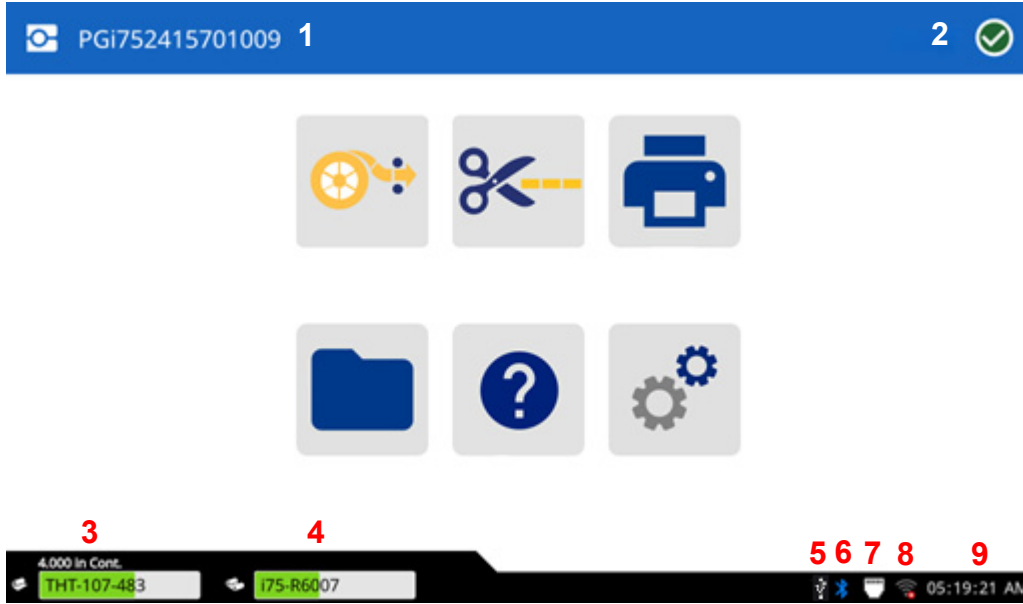 PGi752415701009 1
2
3
4
5 6 7 8 9
4.000 In Cont.
THT-107-483
i75-R6007
05:19:21 AM